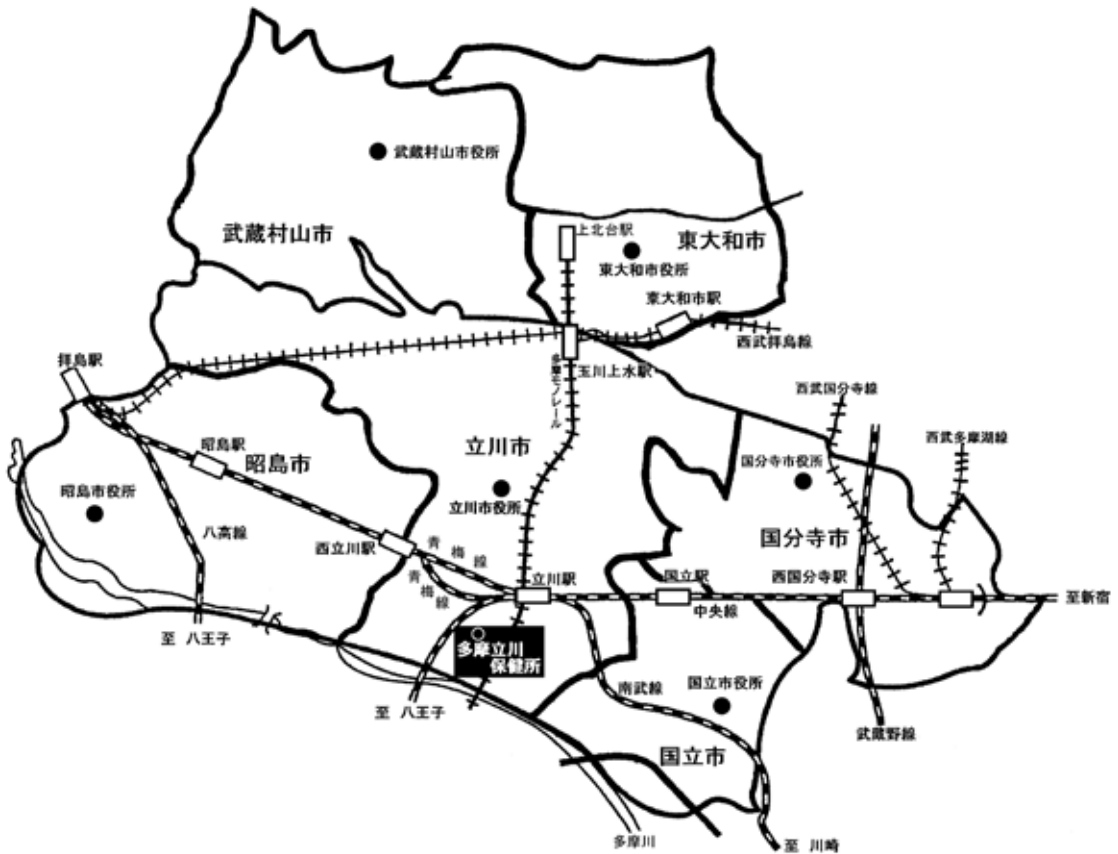 武蔵村山市役所
武蔵村山市
上北台駅
東大和市
東大和市役所
東大和市駅
西武拝島線
拝島駅
多摩モノレール
玉川上水駅
西武国分寺線
西武多摩湖線
昭島駅
昭島市
立川市
国分寺市役所
昭島市役所
立川市役所
八高線
国分寺市
西立川駅
青梅線
青梅線
立川駅
国立駅
西国分寺駅
中央線
至新宿
至 八王子
多摩立川
保健所
南武線
国立市役所
至 八王子
武蔵野線
国立市
多摩川
至 川崎